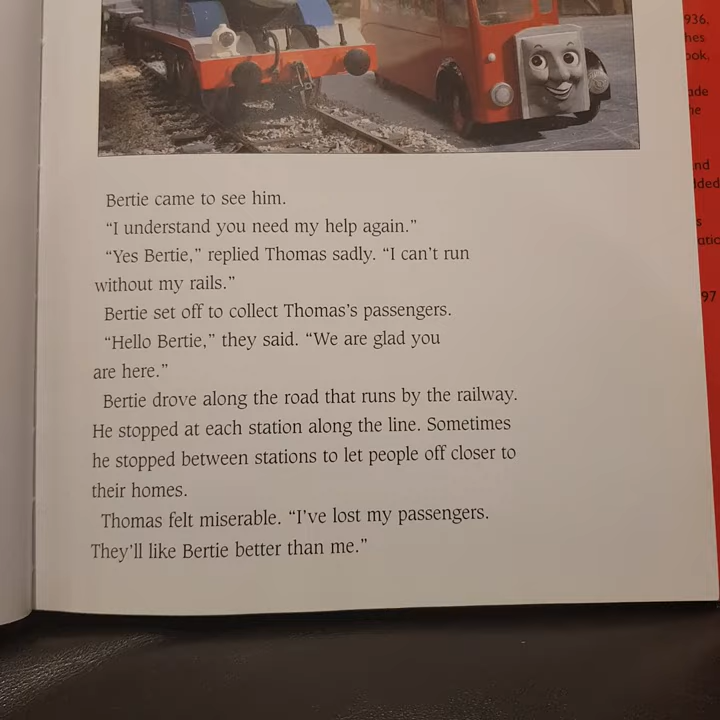 Bertie came to see him.
“I understand you need my help again.”
“Yes Bertie,” replied Thomas sadly. “I can’t run
without my rails.”
Bertie set off to collect Thomas’s passengers.
“Hello Bertie,” they said. “We are glad you
are here.”
Bertie drove along the road that runs by the railway.
He stopped at each station along the line. Sometimes
he stopped between stations to let people off closer to
their homes.
Thomas felt miserable. “I’ve lost my passengers.
They’ll like Bertie better than me.”
936,
97